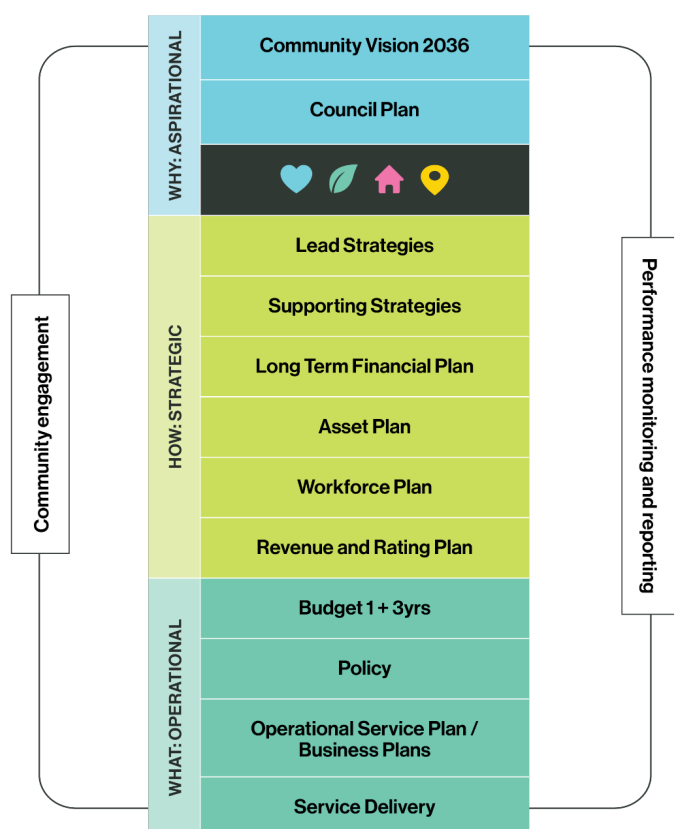 WHY: ASPIRATIONAL
Community Vision 2036
Council Plan
HOW: STRATEGIC
Lead Strategies
Supporting Strategies
Long Term Financial Plan
Asset Plan
Workforce Plan
Revenue and Rating Plan
WHAT: OPERATIONAL
Budget 1 + 3yrs
Policy
Operational Service Plan /
Business Plans
Service Delivery
Community engagement
Performance monitoring and reporting